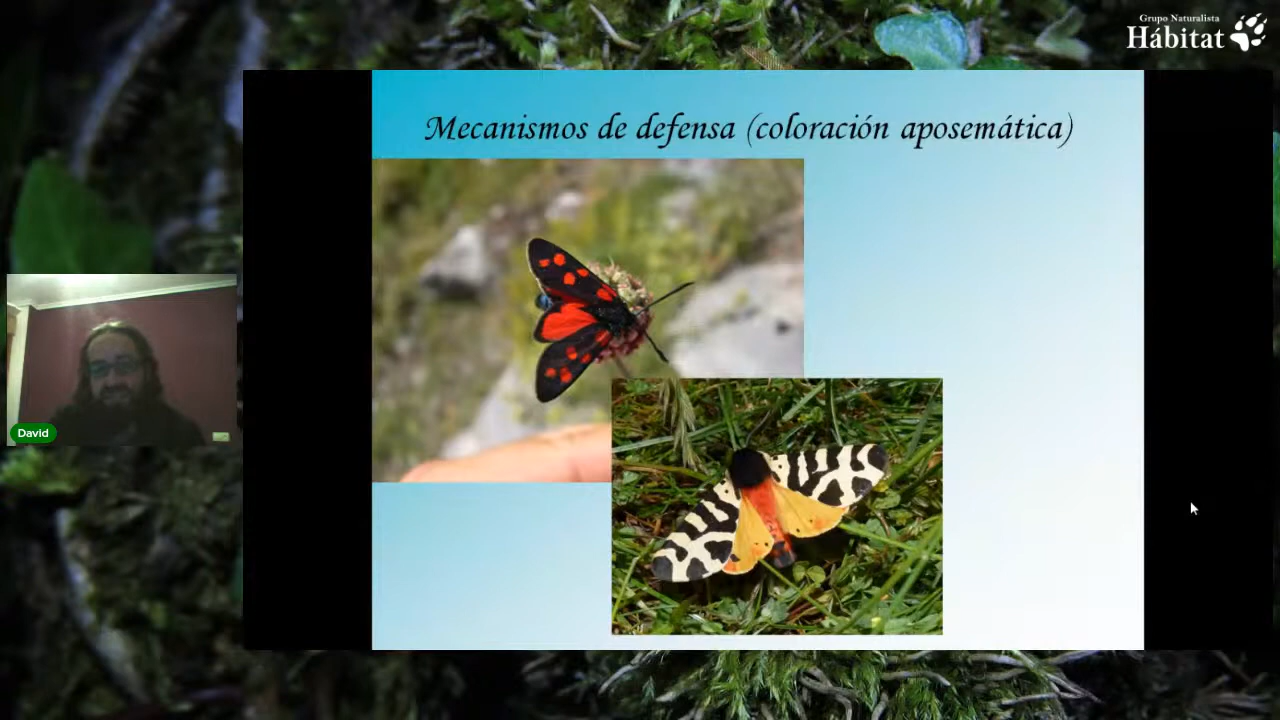 Grupo Naturalista
Hábitat
Mecanismos de defensa (coloración aposemática)
David